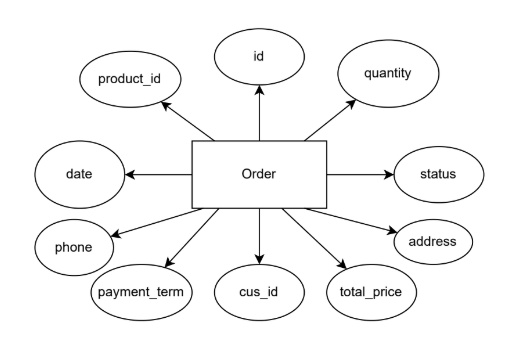 id
product_id
quantity
date
Order
status
phone
address
payment_term
cus_id
total_price